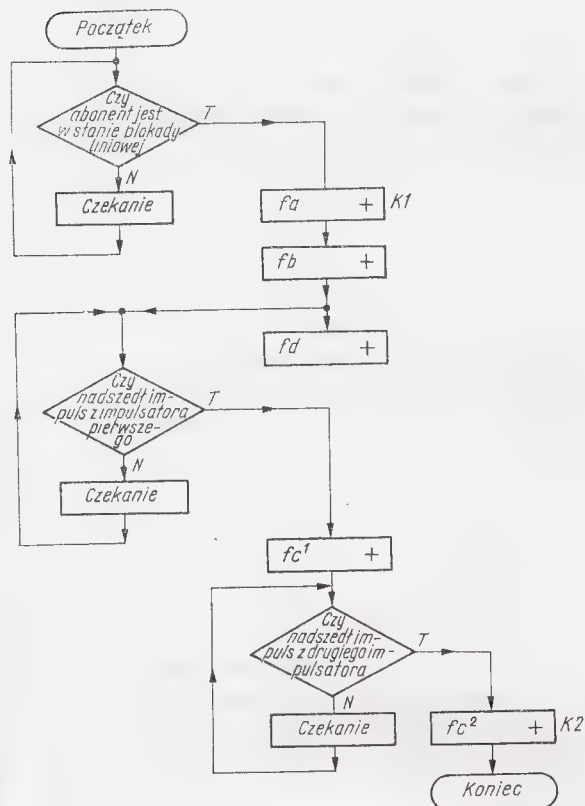 Początek
Czy
abonent jest
w stanie blokady
liniowej
T
N
Czekanie
fa +
K1
fb +
fd +
Czy
nadszedł im-
puls z impulsatora
pierwsze-
go
T
N
Czekanie
fc¹ +
Czy
nadszedł im-
puls z drugiego im-
pulsatora
T
N
Czekanie
fc² +
K2
Koniec